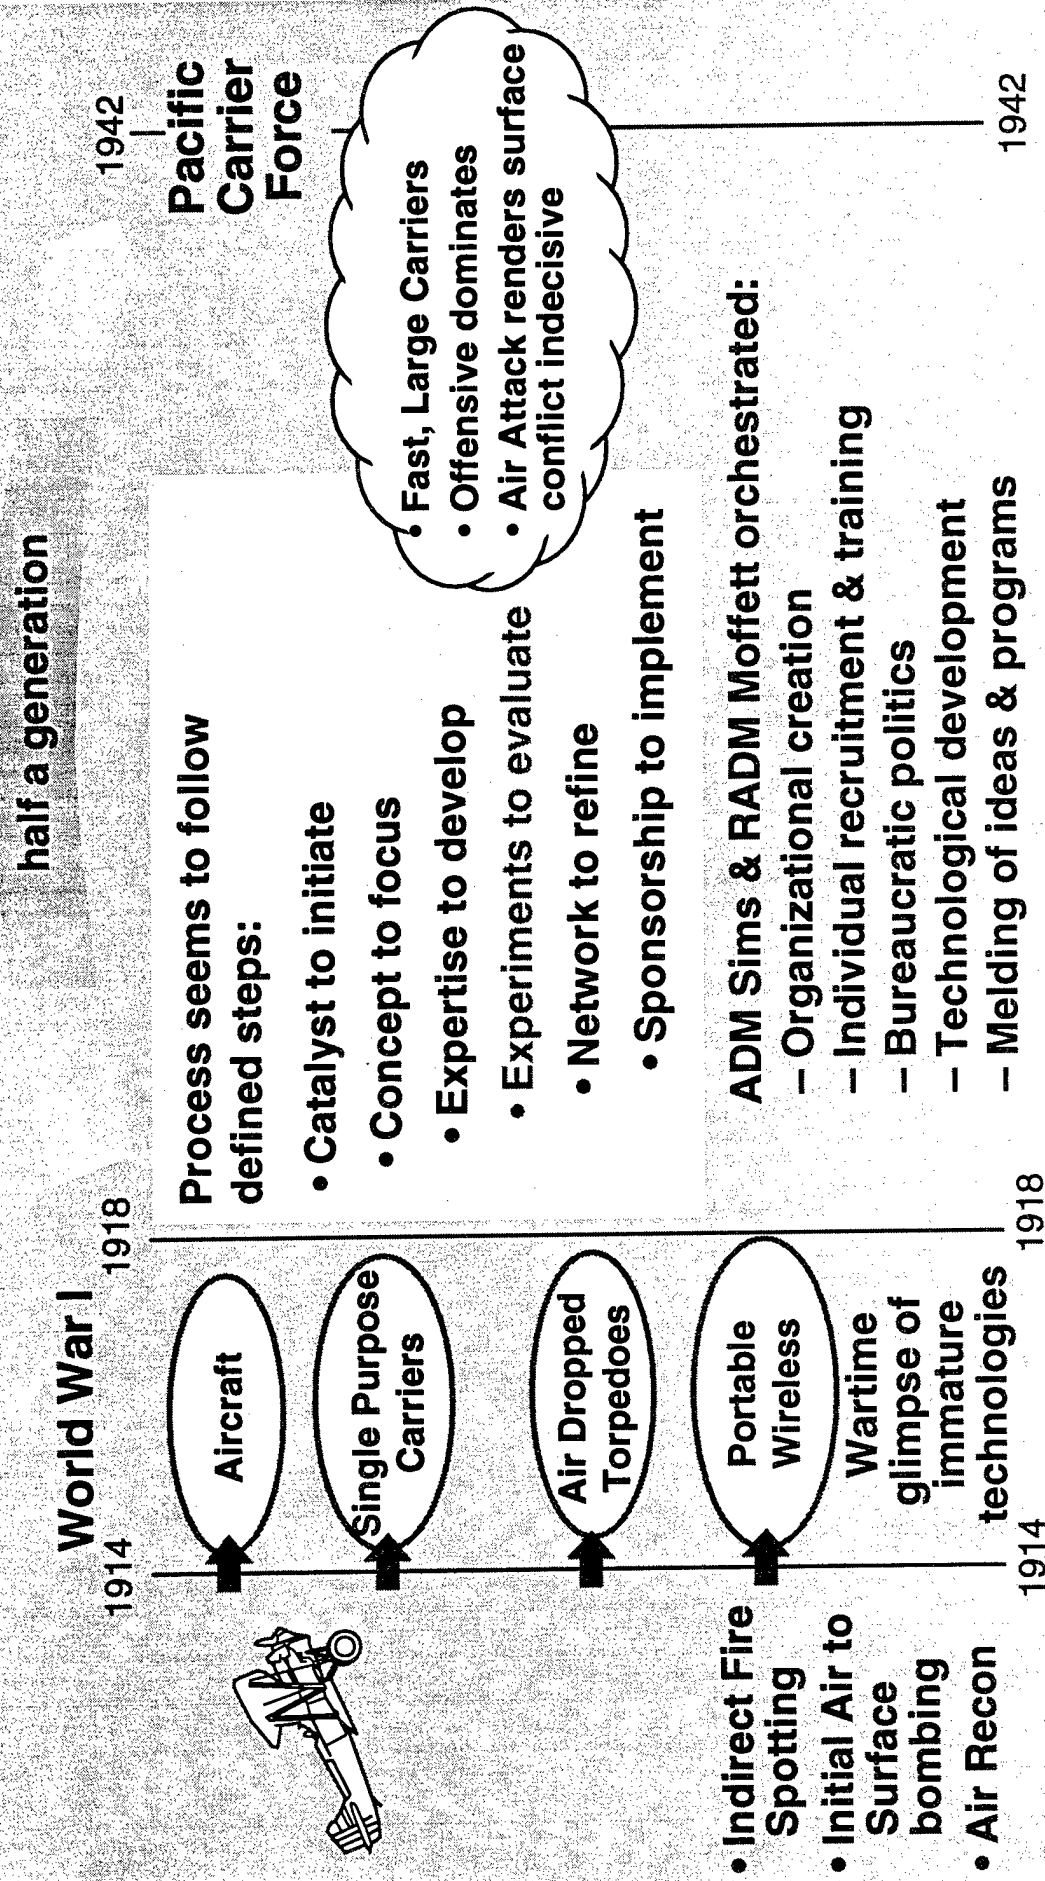 half a generation
World War I
1914
1918
1942
Pacific
Carrier
Force
Aircraft
Single Purpose
Carriers
Air Dropped
Torpedoes
Portable
Wireless
Wartime
glimpse of
immature
technologies
• Indirect Fire
Spotting
• Initial Air to
Surface
bombing
• Air Recon
Process seems to follow
defined steps:
• Catalyst to initiate
• Concept to focus
• Expertise to develop
• Experiments to evaluate
• Network to refine
• Sponsorship to implement
• Fast, Large Carriers
• Offensive dominates
• Air Attack renders surface
conflict indecisive
ADM Sims & RADM Moffett orchestrated:
– Organizational creation
– Individual recruitment & training
– Bureaucratic politics
– Technological development
– Melding of ideas & programs
1914
1918
1942